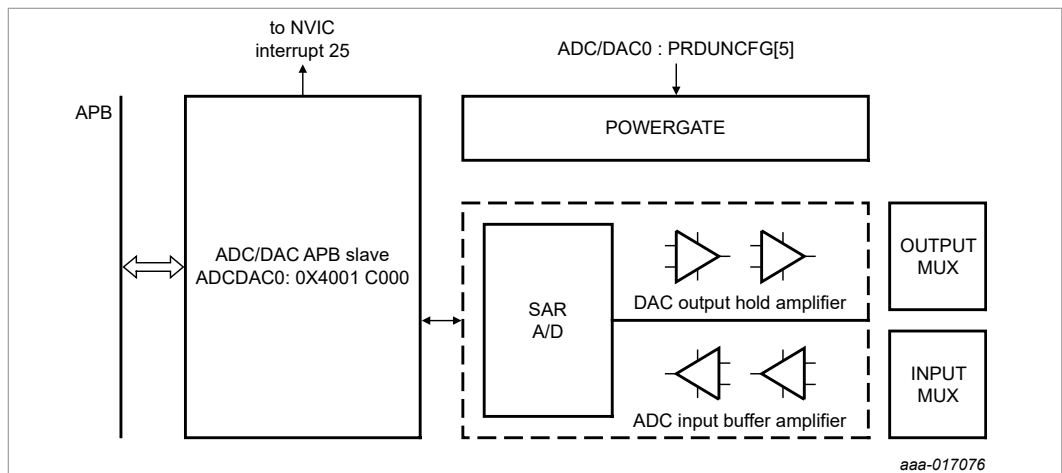 to NVIC
interrupt 25
ADC/DAC0 : PRDUNCFG[5]
APB
POWERGATE
ADC/DAC APB slave
ADCDAC0: 0X4001 C000
SAR
A/D
DAC output hold amplifier
ADC input buffer amplifier
OUTPUT
MUX
INPUT
MUX
aaa-017076